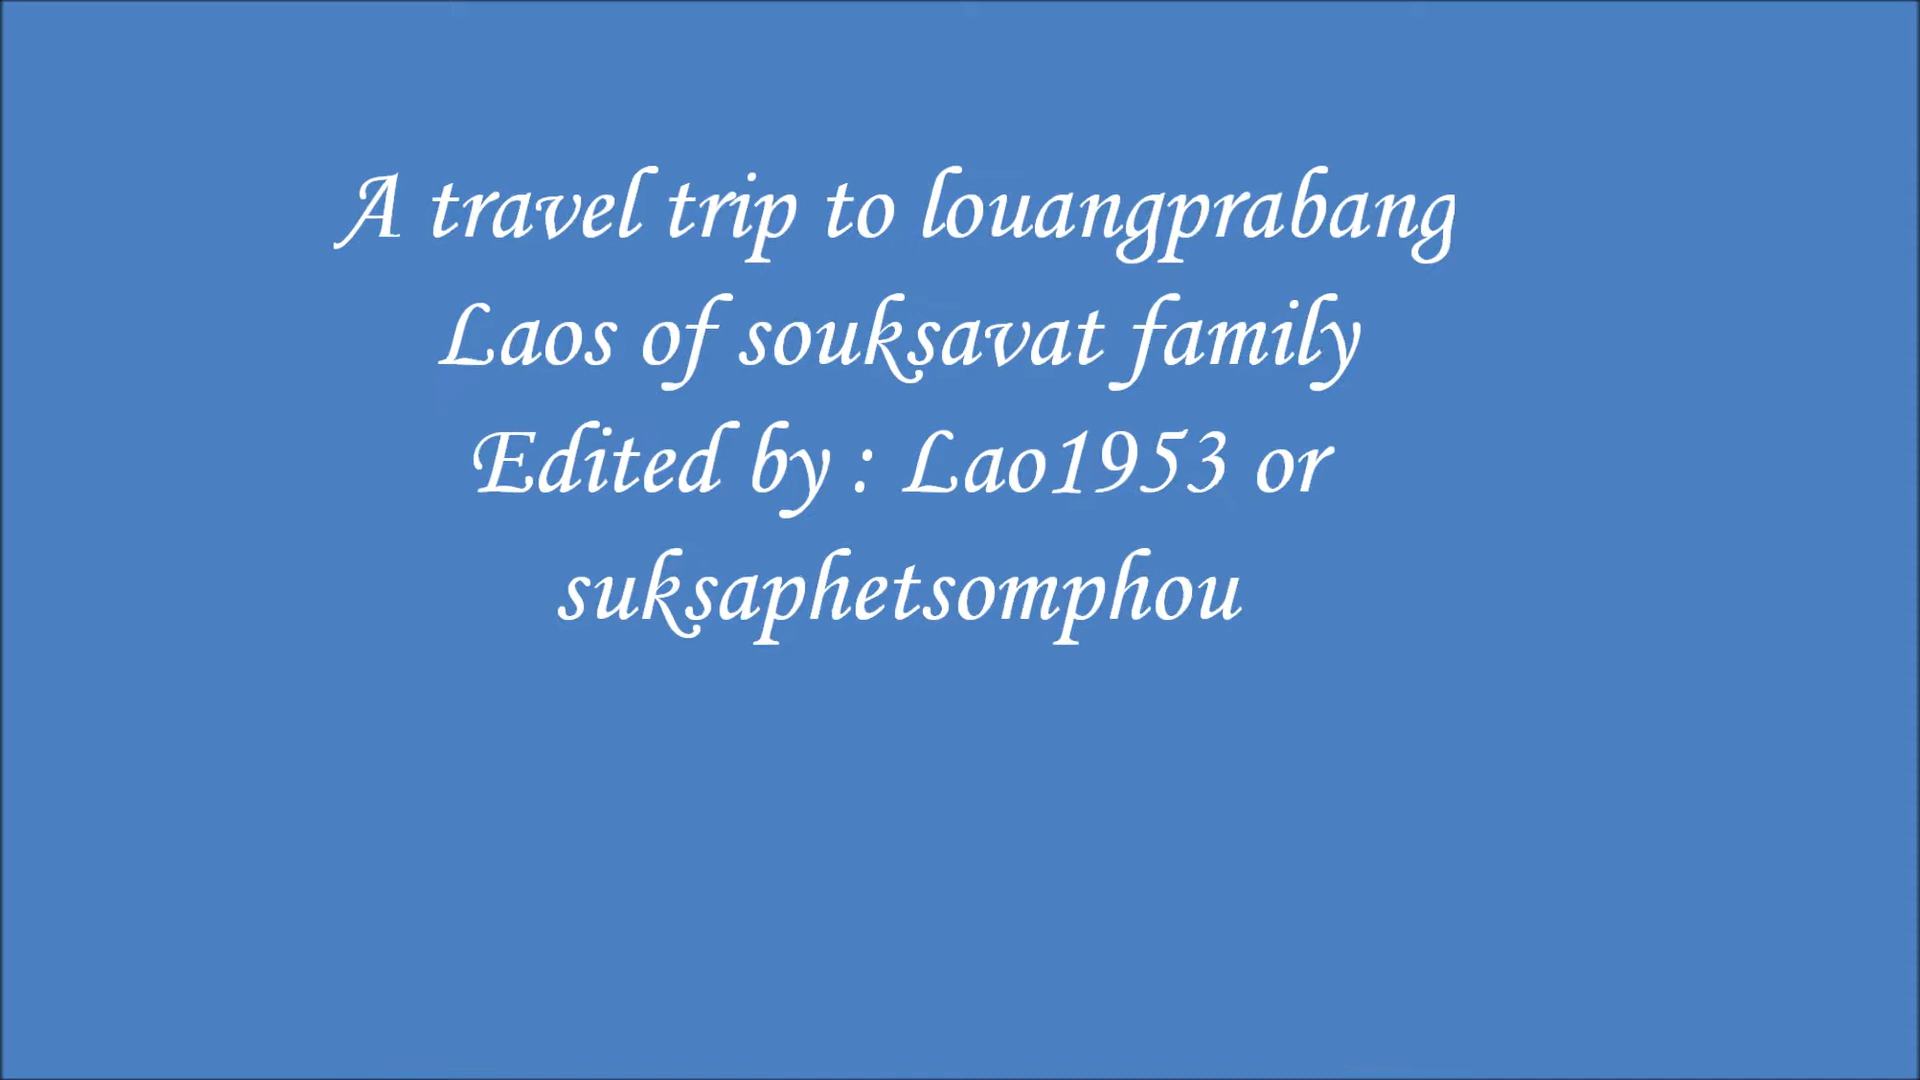 A travel trip to louangprabang
Laos of souksavat family
Edited by : Lao1953 or
suksaphetsomphou